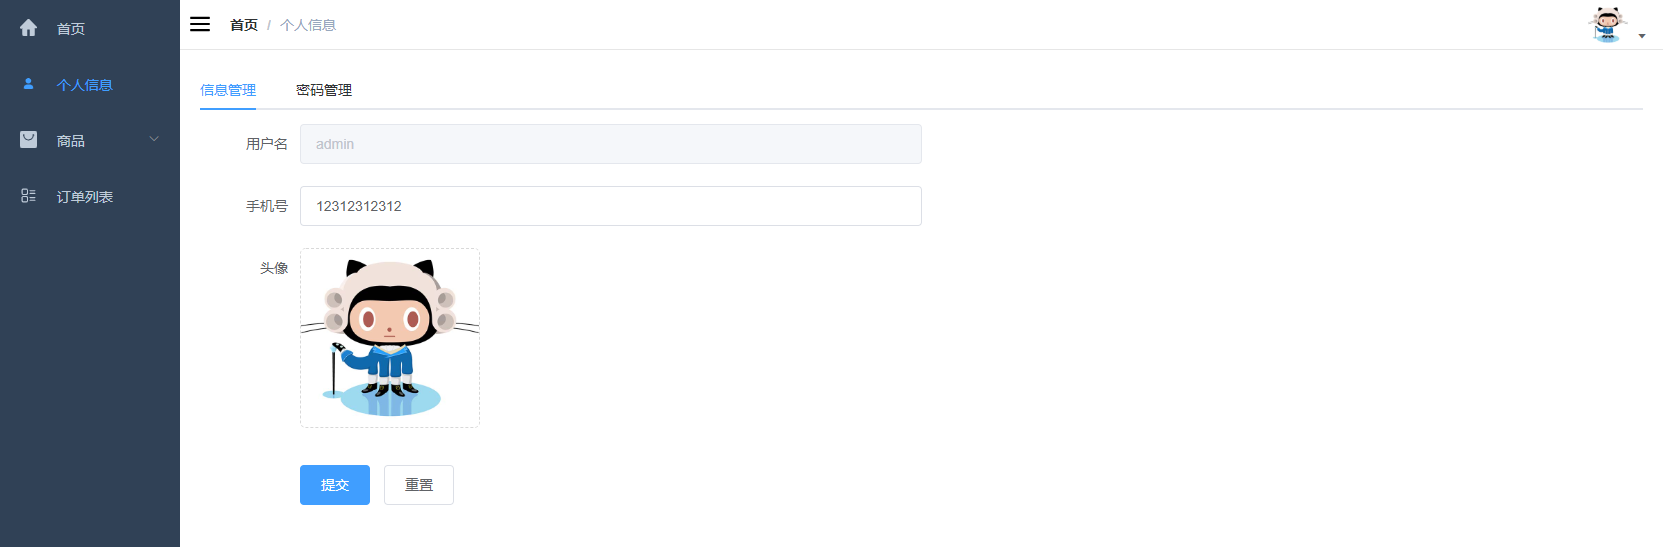 首页
个人信息
商品
订单列表
首页 / 个人信息
信息管理 密码管理
用户名 admin
手机号 12312312312
头像
提交 重置